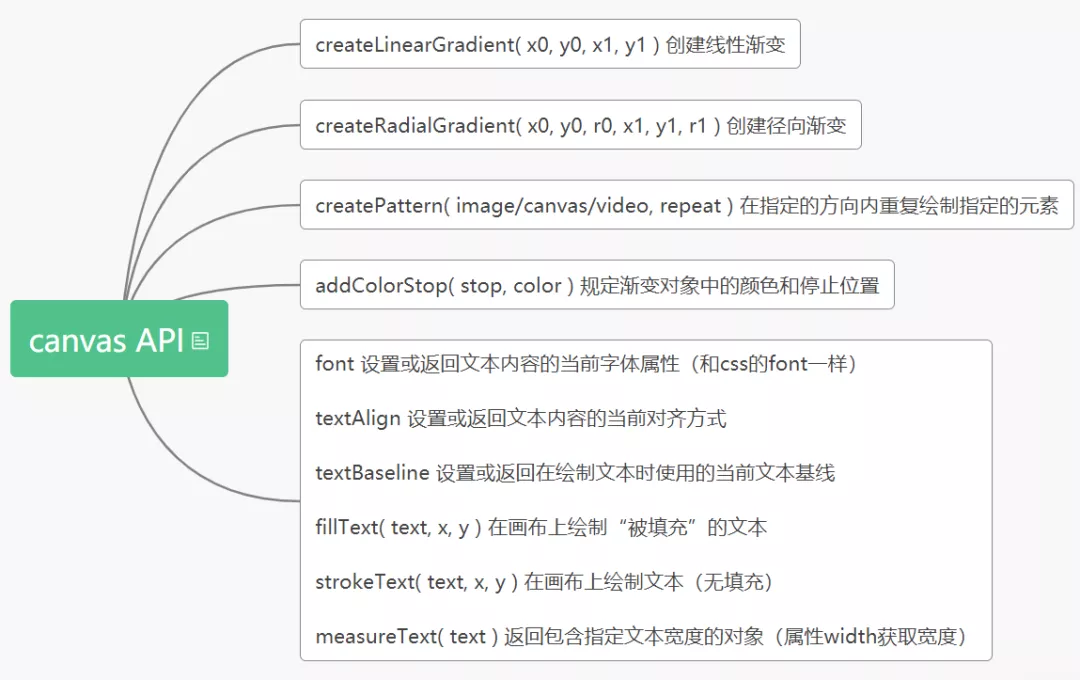 createLinearGradient( x0, y0, x1, y1 ) 创建线性渐变
createRadialGradient( x0, y0, r0, x1, y1, r1 ) 创建径向渐变
createPattern( image/canvas/video, repeat ) 在指定的方向内重复绘制指定的元素
addColorStop( stop, color ) 规定渐变对象中的颜色和停止位置
canvas API
font 设置或返回文本内容的当前字体属性（和css的font一样）
textAlign 设置或返回文本内容的当前对齐方式
textBaseline 设置或返回在绘制文本时使用的当前文本基线
fillText( text, x, y ) 在画布上绘制“被填充”的文本
strokeText( text, x, y ) 在画布上绘制文本（无填充）
measureText( text ) 返回包含指定文本宽度的对象（属性width获取宽度）